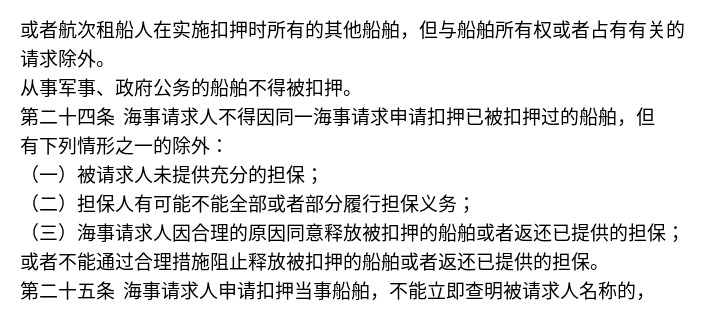 或者航次租船人在实施扣押时所有的其他船舶，但与船舶所有权或者占有有关的
请求除外。
从事军事、政府公务的船舶不得被扣押。
第二十四条 海事请求人不得因同一海事请求申请扣押已被扣押过的船舶，但
有下列情形之一的除外：
（一）被请求人未提供充分的担保；
（二）担保人有可能不能全部或者部分履行担保义务；
（三）海事请求人因合理的原因同意释放被扣押的船舶或者返还已提供的担保；
或者不能通过合理措施阻止释放被扣押的船舶或者返还已提供的担保。
第二十五条 海事请求人申请扣押当事船舶，不能立即查明被请求人名称的，